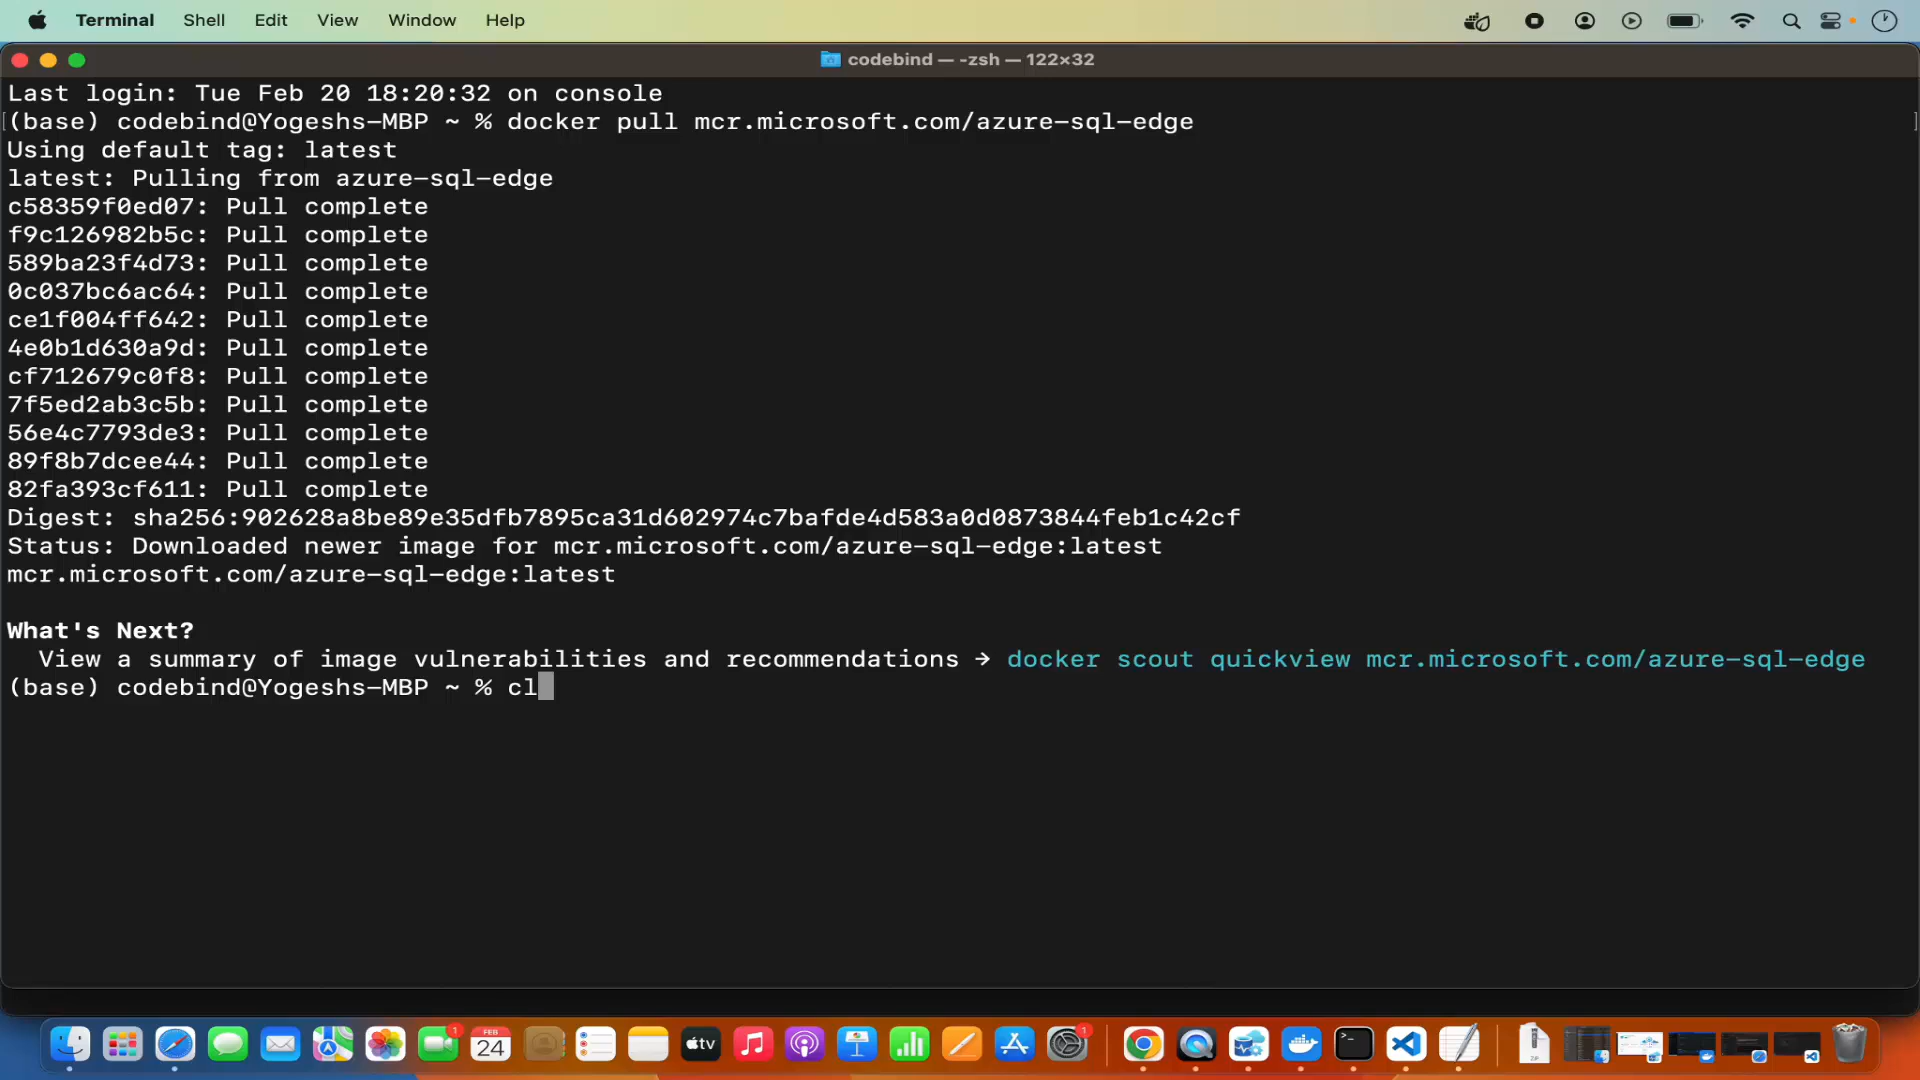 Terminal Shell Edit View Window Help
codebind — -zsh — 122×32
Last login: Tue Feb 20 18:20:32 on console
[(base) codebind@Yogeshs-MBP ~ % docker pull mcr.microsoft.com/azure-sql-edge ]
Using default tag: latest
latest: Pulling from azure-sql-edge
c58359f0ed07: Pull complete
f9c126982b5c: Pull complete
589ba23f4d73: Pull complete
0c037bc6ac64: Pull complete
ce1f004ff642: Pull complete
4e0b1d630a9d: Pull complete
cf712679c0f8: Pull complete
7f5ed2ab3c5b: Pull complete
56e4c7793de3: Pull complete
89f8b7dcee44: Pull complete
82fa393cf611: Pull complete
Digest: sha256:902628a8be89e35dfb7895ca31d602974c7bafde4d583a0d0873844feb1c42cf
Status: Downloaded newer image for mcr.microsoft.com/azure-sql-edge:latest
mcr.microsoft.com/azure-sql-edge:latest
What's Next?
View a summary of image vulnerabilities and recommendations → docker scout quickview mcr.microsoft.com/azure-sql-edge
(base) codebind@Yogeshs-MBP ~ % cl
1 FEB 24 tv 1 ZIP